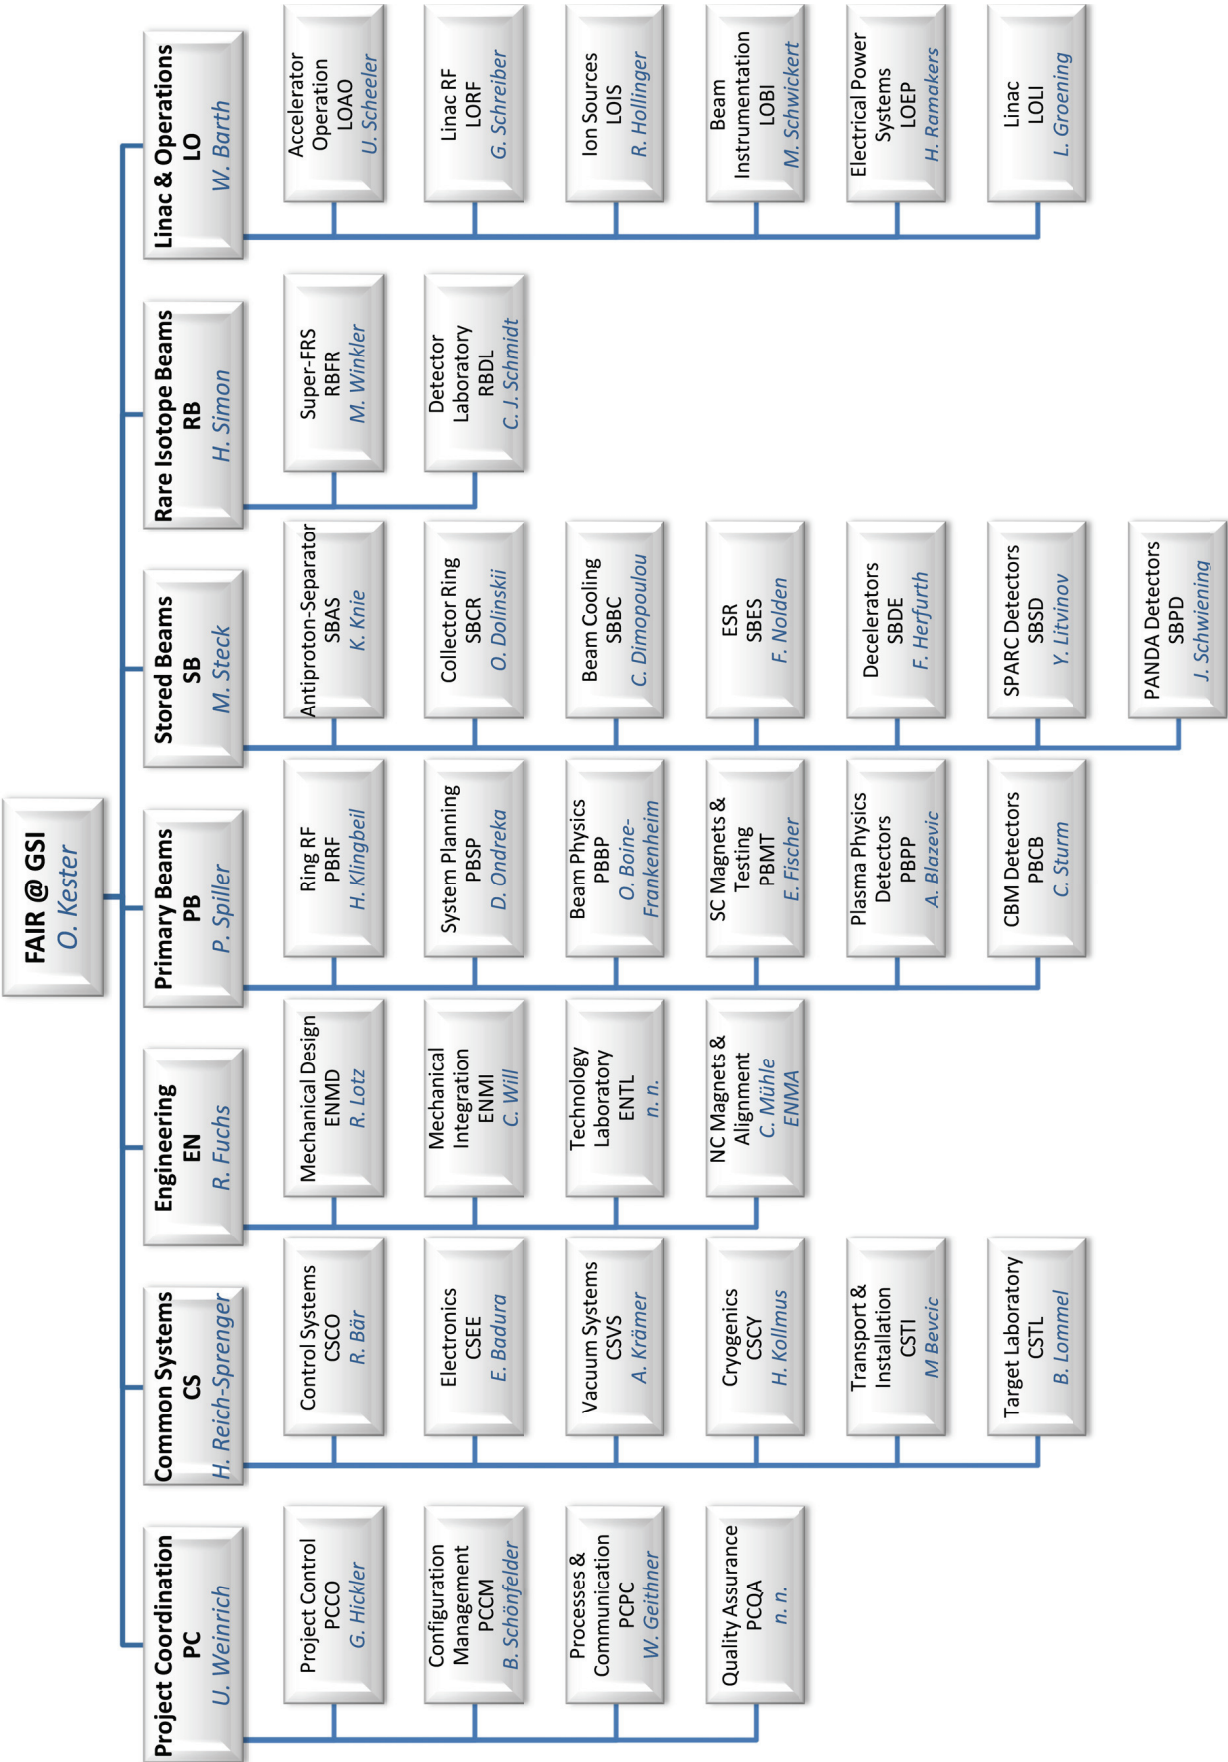 FAIR @ GSI
O. Kester
Project Coordination
PC
U. Weinrich
Project Control
PCCO
G. Hickler
Configuration
Management
PCCM
B. Schönfelder
Processes &
Communication
PCPC
W. Geithner
Quality Assurance
PCQA
n. n.
Common Systems
CS
H. Reich-Sprenger
Control Systems
CSCO
R. Bär
Electronics
CSEE
E. Badura
Vacuum Systems
CSVS
A. Krämer
Cryogenics
CSCY
H. Kollmus
Transport &
Installation
CSTI
M Bevcic
Target Laboratory
CSTL
B. Lommel
Engineering
EN
R. Fuchs
Mechanical Design
ENMD
R. Lotz
Mechanical
Integration
ENMI
C. Will
Technology
Laboratory
ENTL
n. n.
NC Magnets &
Alignment
C. Mühle
ENMA
Primary Beams
PB
P. Spiller
Ring RF
PBRF
H. Klingbeil
System Planning
PBSP
D. Ondreka
Beam Physics
PBBP
O. Boine-
Frankenheim
SC Magnets &
Testing
PBMT
E. Fischer
Plasma Physics
Detectors
PBPP
A. Blazevic
CBM Detectors
PBCB
C. Sturm
Stored Beams
SB
M. Steck
Antiproton-Separator
SBAS
K. Knie
Collector Ring
SBCR
O. Dolinskii
Beam Cooling
SBBC
C. Dimopoulou
ESR
SBES
F. Nolden
Decelerators
SBDE
F. Herfurth
SPARC Detectors
SBSD
Y. Litvinov
PANDA Detectors
SBPD
J. Schwiening
Rare Isotope Beams
RB
H. Simon
Super-FRS
RBFR
M. Winkler
Detector
Laboratory
RBDL
C. J. Schmidt
Linac & Operations
LO
W. Barth
Accelerator
Operation
LOAO
U. Scheeler
Linac RF
LORF
G. Schreiber
Ion Sources
LOIS
R. Hollinger
Beam
Instrumentation
LOBI
M. Schwickert
Electrical Power
Systems
LOEP
H. Ramakers
Linac
LOLI
L. Groening